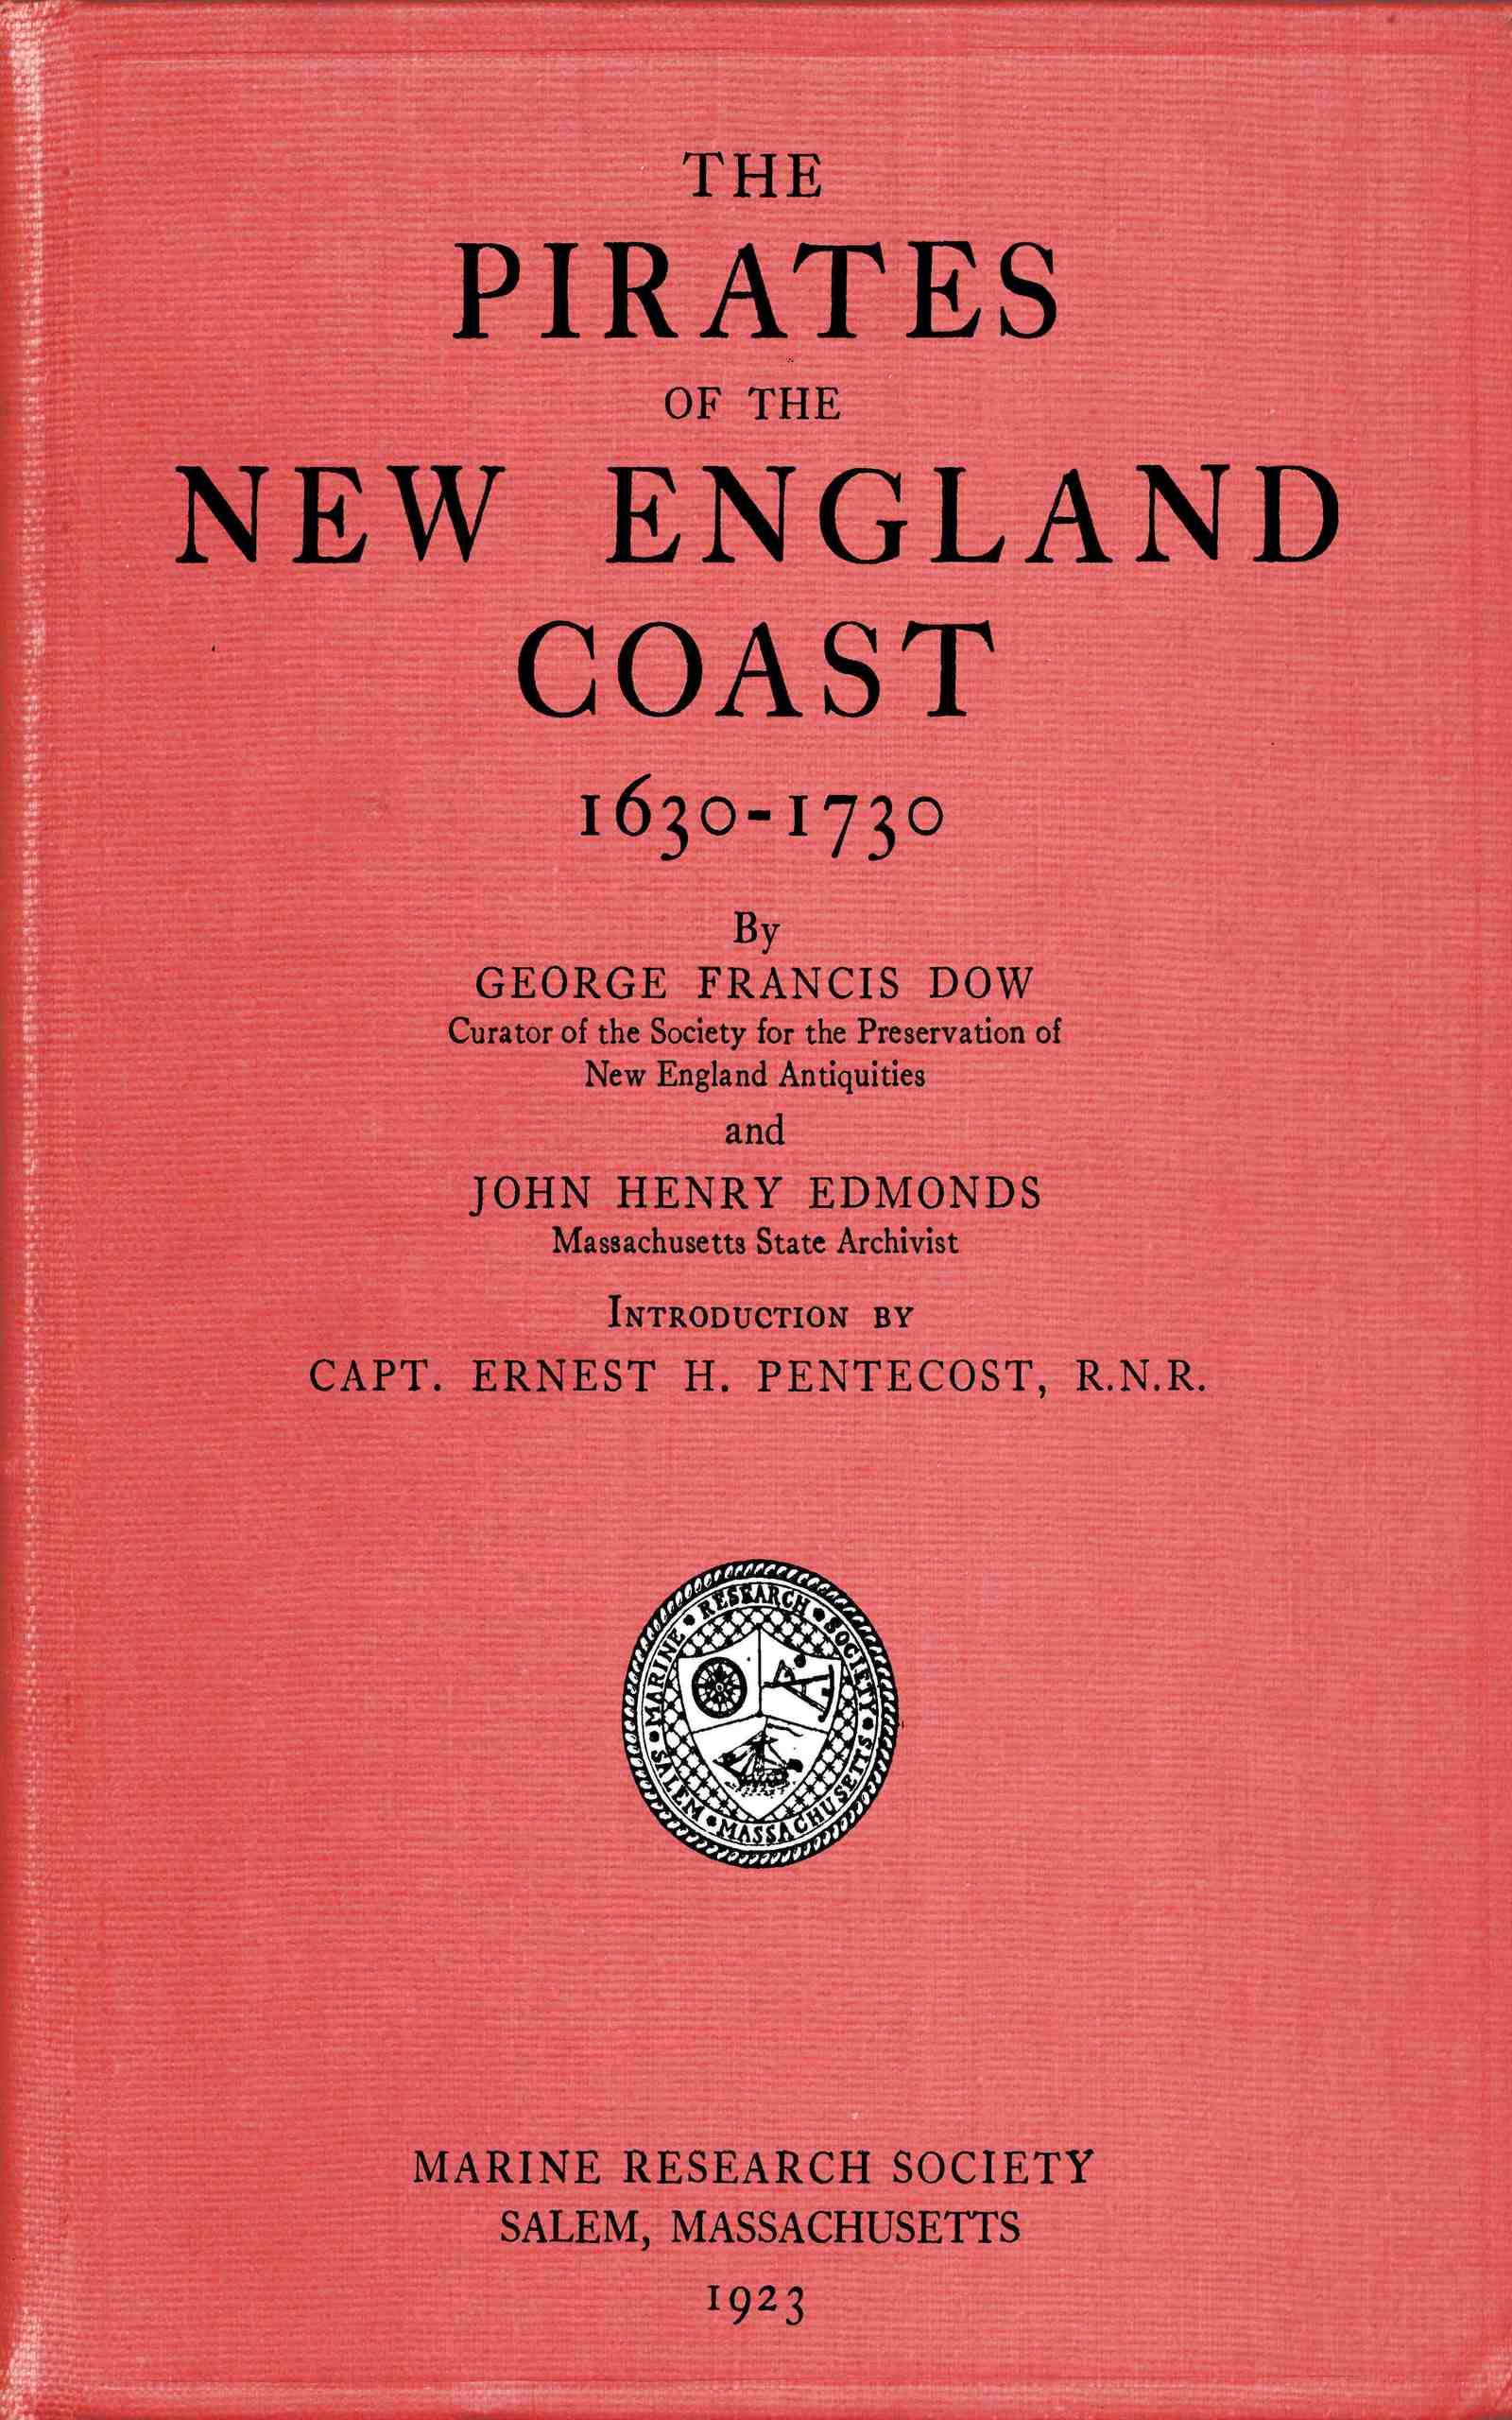 THE
PIRATES
OF THE
NEW ENGLAND
COAST
1630-1730
By
GEORGE FRANCIS DOW
Curator of the Society for the Preservation of
New England Antiquities
and
JOHN HENRY EDMONDS
Massachusetts State Archivist
INTRODUCTION BY
CAPT. ERNEST H. PENTECOST, R.N.R.
MARINE • RESEARCH • SOCIETY • SALEM • MASSACHUSETTS
MARINE RESEARCH SOCIETY
SALEM, MASSACHUSETTS
1923